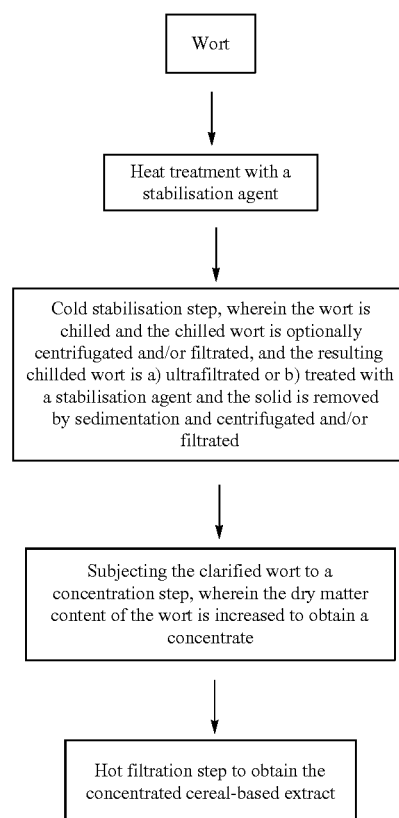 Wort
Heat treatment with a
stabilisation agent
Cold stabilisation step, wherein the wort is
chilled and the chilled wort is optionally
centrifugated and/or filtrated, and the resulting
chillded wort is a) ultrafiltrated or b) treated with
a stabilisation agent and the solid is removed
by sedimentation and centrifugated and/or
filtrated
Subjecting the clarified wort to a
concentration step, wherein the dry matter
content of the wort is increased to obtain a
concentrate
Hot filtration step to obtain the
concentrated cereal-based extract